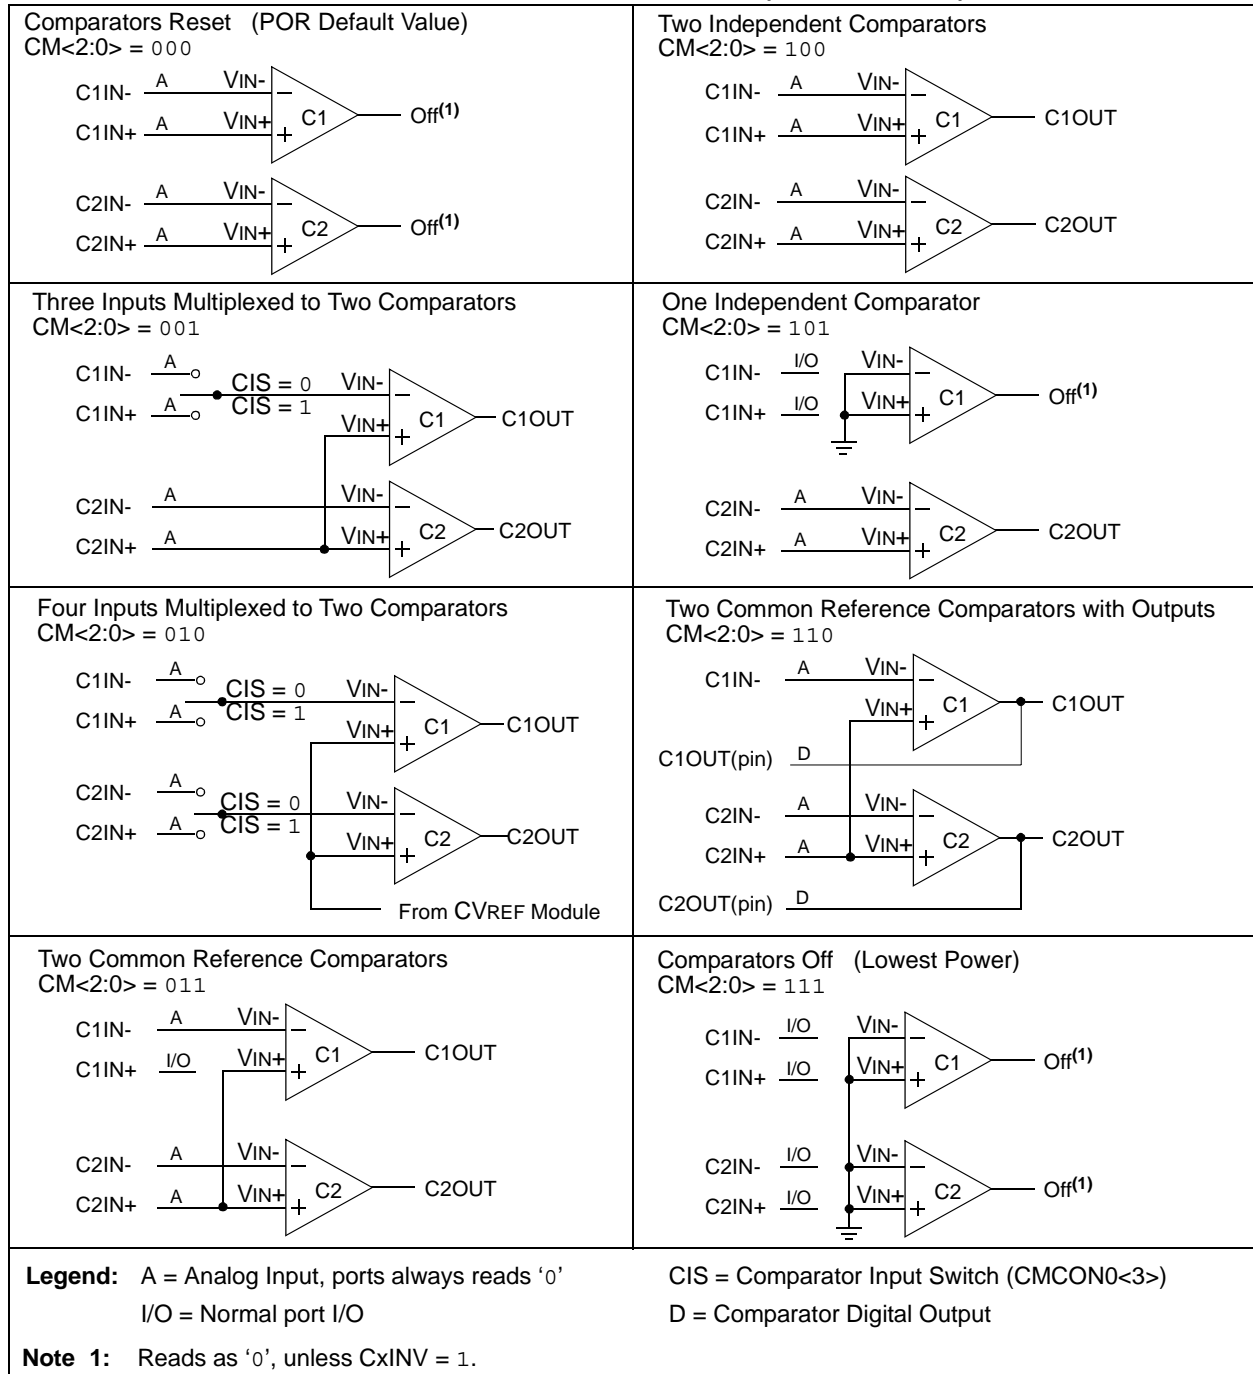 Comparators Reset (POR Default Value)
CM<2:0> = 000
C1IN- A VIN-
C1IN+ A VIN+ C1 Off(1)
C2IN- A VIN-
C2IN+ A VIN+ C2 Off(1)
Two Independent Comparators
CM<2:0> = 100
C1IN- A VIN-
C1IN+ A VIN+ C1 C1OUT
C2IN- A VIN-
C2IN+ A VIN+ C2 C2OUT
Three Inputs Multiplexed to Two Comparators
CM<2:0> = 001
C1IN- A CIS = 0 VIN-
C1IN+ A CIS = 1 VIN+ C1 C1OUT
C2IN- A VIN-
C2IN+ A VIN+ C2 C2OUT
One Independent Comparator
CM<2:0> = 101
C1IN- I/O VIN-
C1IN+ I/O VIN+ C1 Off(1)
C2IN- A VIN-
C2IN+ A VIN+ C2 C2OUT
Four Inputs Multiplexed to Two Comparators
CM<2:0> = 010
C1IN- A CIS = 0 VIN-
C1IN+ A CIS = 1 VIN+ C1 C1OUT
C2IN- A CIS = 0 VIN-
C2IN+ A CIS = 1 VIN+ C2 C2OUT
From CVREF Module
Two Common Reference Comparators with Outputs
CM<2:0> = 110
C1IN- A VIN-
VIN+ C1 C1OUT
C1OUT(pin) D
C2IN- A VIN-
C2IN+ A VIN+ C2 C2OUT
C2OUT(pin) D
Two Common Reference Comparators
CM<2:0> = 011
C1IN- A VIN-
C1IN+ I/O VIN+ C1 C1OUT
C2IN- A VIN-
C2IN+ A VIN+ C2 C2OUT
Comparators Off (Lowest Power)
CM<2:0> = 111
C1IN- I/O VIN-
C1IN+ I/O VIN+ C1 Off(1)
C2IN- I/O VIN-
C2IN+ I/O VIN+ C2 Off(1)
Legend: A = Analog Input, ports always reads ‘0’ CIS = Comparator Input Switch (CMCON0<3>)
I/O = Normal port I/O D = Comparator Digital Output
Note 1: Reads as ‘0’, unless CxINV = 1.